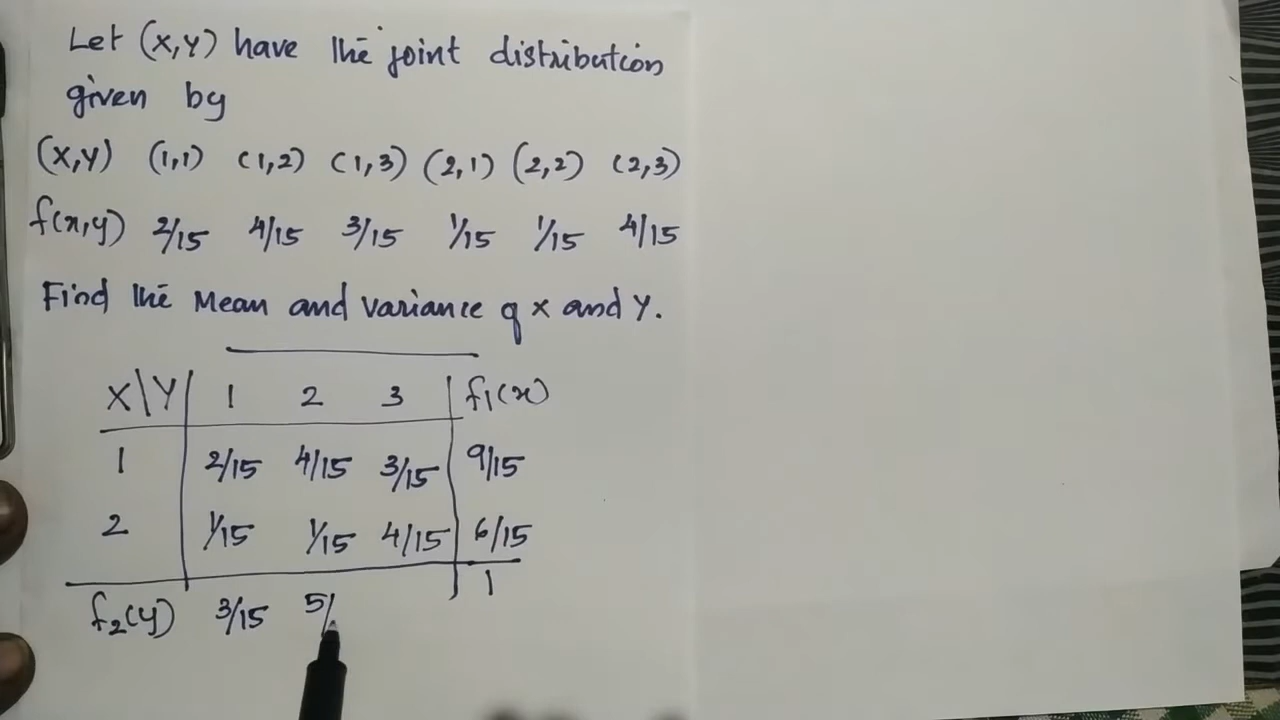 Let (X,Y) have the joint distribution
given by
(X,Y) (1,1) (1,2) (1,3) (2,1) (2,2) (2,3)
f(x,y) 2/15 4/15 3/15 1/15 1/15 4/15
Find the Mean and variance of X and Y.
X\Y 1 2 3 f₁(x)
1 2/15 4/15 3/15 9/15
2 1/15 1/15 4/15 6/15
1
f₂(y) 3/15 5/